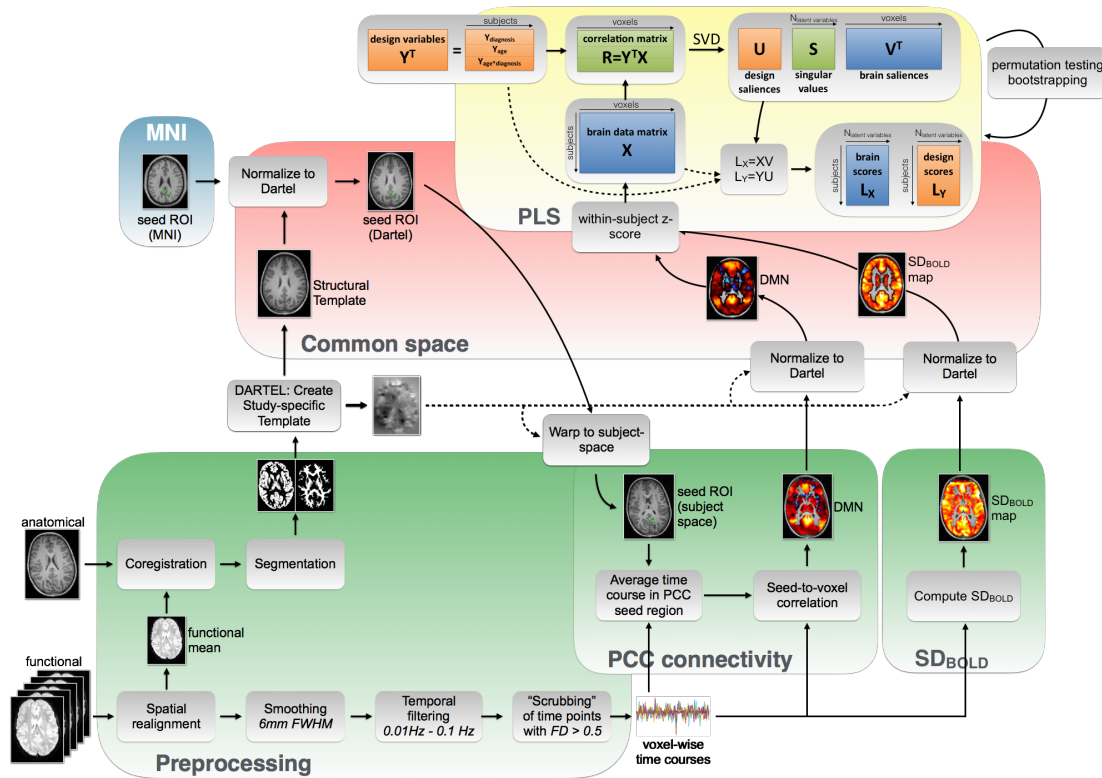 subjects
design variables
Yᵀ
=
Y_diagnosis
Y_age
Y_age*diagnosis
voxels
correlation matrix
R=YᵀX
SVD
N_latent variables
voxels
U
S
Vᵀ
design
saliences
singular
values
brain saliences
permutation testing
bootstrapping
voxels
subjects
brain data matrix
X
L_X=XV
L_Y=YU
N_latent variables
subjects
brain
scores
L_X
N_latent variables
subjects
design
scores
L_Y
PLS
MNI
seed ROI
(MNI)
Normalize to
Dartel
seed ROI
(Dartel)
within-subject z-
score
Structural
Template
DMN
SD_BOLD
map
Common space
Normalize to
Dartel
Normalize to
Dartel
DARTEL: Create
Study-specific
Template
Warp to subject-
space
seed ROI
(subject
space)
DMN
SD_BOLD
map
anatomical
Coregistration
Segmentation
Average time
course in PCC
seed region
Seed-to-voxel
correlation
Compute SD_BOLD
functional
mean
PCC connectivity
SD_BOLD
functional
Spatial
realignment
Smoothing
6mm FWHM
Temporal
filtering
0.01Hz - 0.1 Hz
“Scrubbing”
of time points
with FD > 0.5
voxel-wise
time courses
Preprocessing